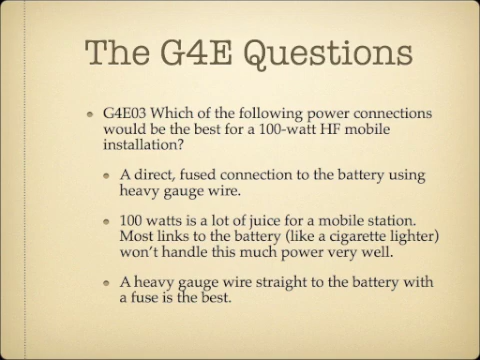 The G4E Questions
G4E03 Which of the following power connections
would be the best for a 100-watt HF mobile
installation?
A direct, fused connection to the battery using
heavy gauge wire.
100 watts is a lot of juice for a mobile station.
Most links to the battery (like a cigarette lighter)
won't handle this much power very well.
A heavy gauge wire straight to the battery with
a fuse is the best.